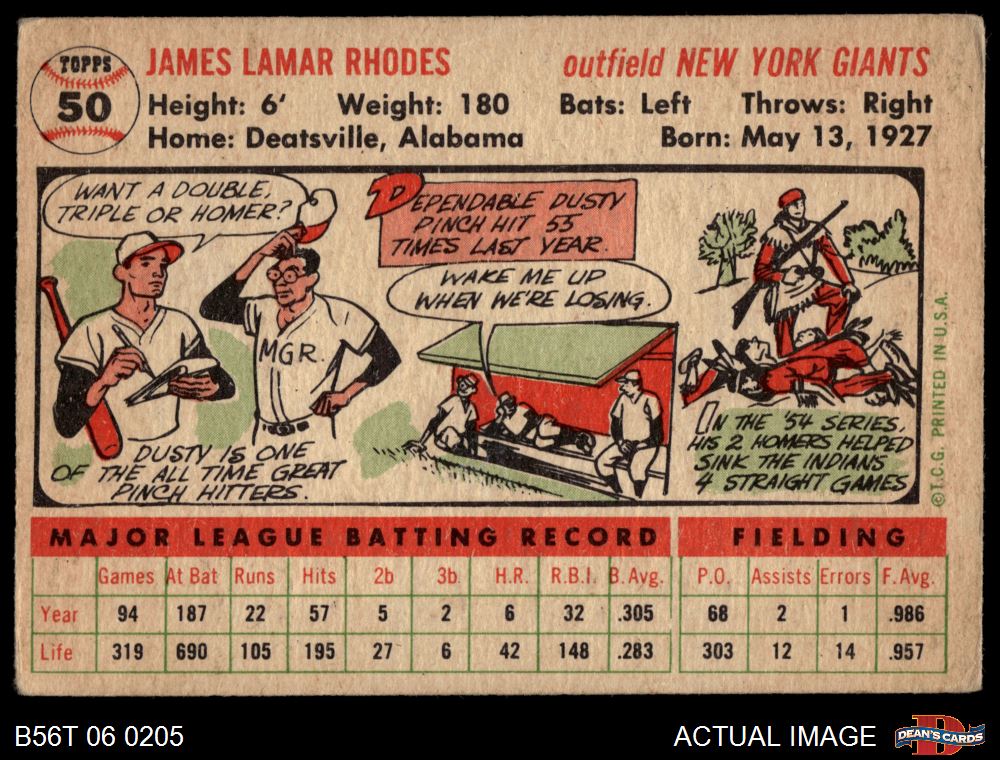 TOPPS
50
JAMES LAMAR RHODES
outfield NEW YORK GIANTS
Height: 6' Weight: 180 Bats: Left Throws: Right
Home: Deatsville, Alabama Born: May 13, 1927
WANT A DOUBLE,
TRIPLE OR HOMER?
MGR.
DUSTY IS ONE
OF THE ALL TIME GREAT
PINCH HITTERS.
DEPENDABLE DUSTY
PINCH HIT 55
TIMES LAST YEAR.
WAKE ME UP
WHEN WE'RE LOSING.
IN THE '54 SERIES,
HIS 2 HOMERS HELPED
SINK THE INDIANS
4 STRAIGHT GAMES
©T.C.G. PRINTED IN U.S.A.
MAJOR LEAGUE BATTING RECORD FIELDING
Games At Bat Runs Hits 2b 3b. H.R. R.B.I. B. Avg. P.O. Assists Errors F. Avg.
Year 94 187 22 57 5 2 6 32 .305 68 2 1 .986
Life 319 690 105 195 27 6 42 148 .283 303 12 14 .957
B56T 06 0205 ACTUAL IMAGE
D
DEAN'S CARDS